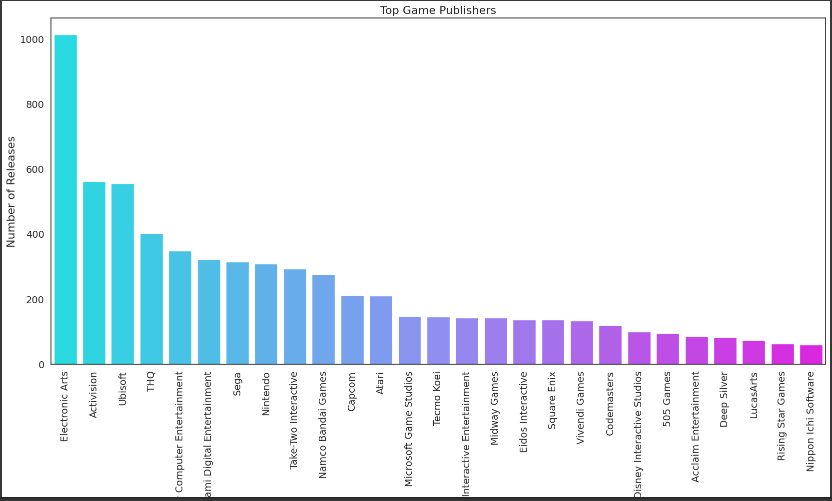 Top Game Publishers
Number of Releases
1000
800
600
400
200
0
Electronic Arts
Activision
Ubisoft
THQ
Computer Entertainment
ami Digital Entertainment
Sega
Nintendo
Take-Two Interactive
Namco Bandai Games
Capcom
Atari
Microsoft Game Studios
Tecmo Koei
Interactive Entertainment
Midway Games
Eidos Interactive
Square Enix
Vivendi Games
Codemasters
Disney Interactive Studios
505 Games
Acclaim Entertainment
Deep Silver
LucasArts
Rising Star Games
Nippon Ichi Software